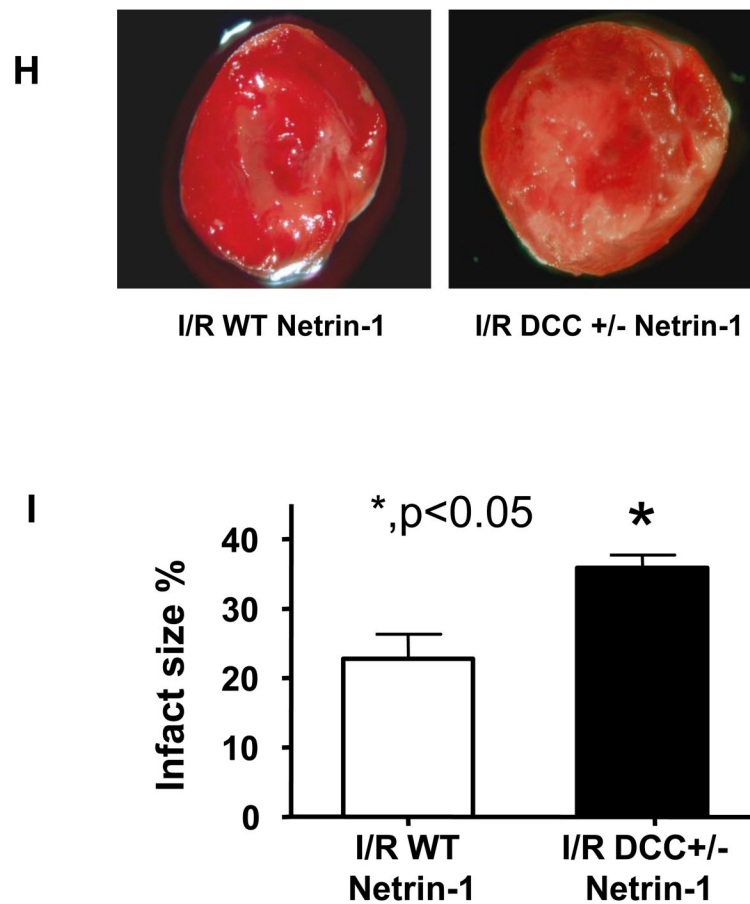 H
I/R WT Netrin-1
I/R DCC +/- Netrin-1
I
*,p<0.05
*
Infact size %
40
30
20
10
0
I/R WT
Netrin-1
I/R DCC+/-
Netrin-1